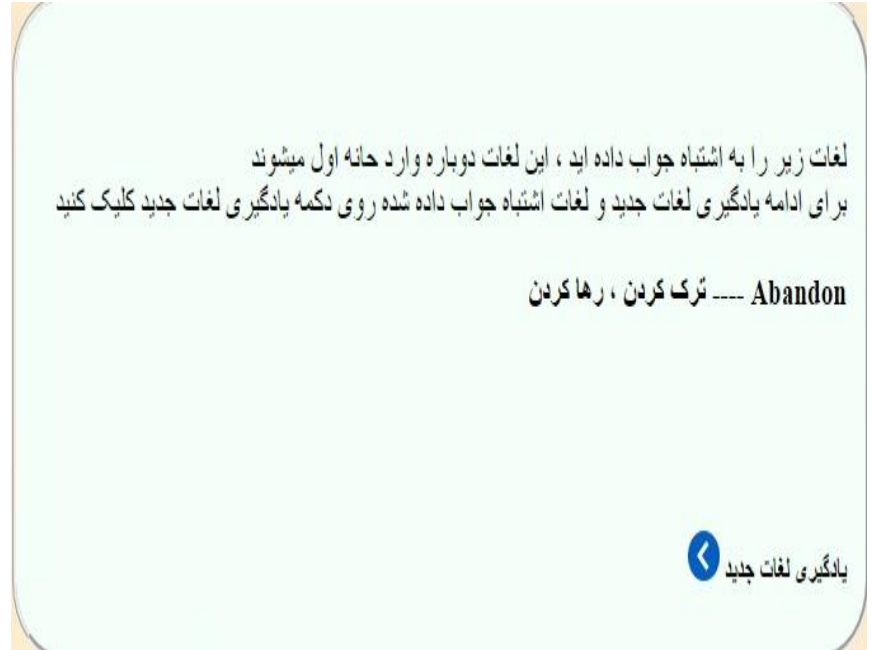 لغات زیر را به اشتباه جواب داده اید ، این لغات دوباره وارد حانه اول میشوند
برای ادامه یادگیری لغات جدید و لغات اشتباه جواب داده شده روی دکمه یادگیری لغات جدید کلیک کنید
Abandon ---- ترک کردن ، رها کردن
یادگیری لغات جدید